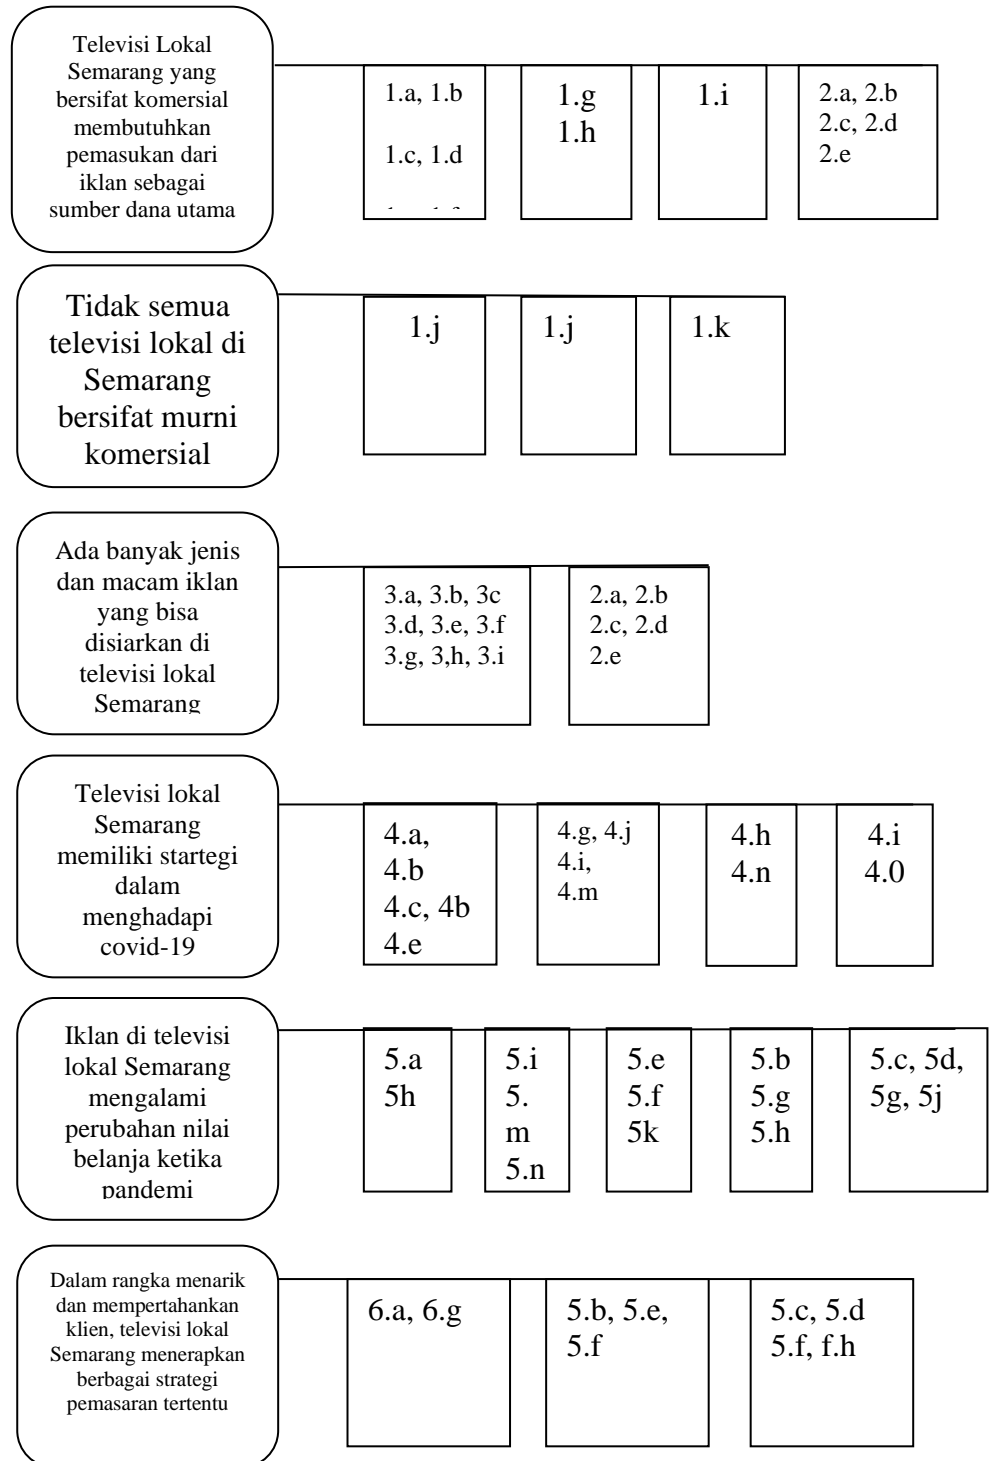 Televisi Lokal
Semarang yang
bersifat komersial
membutuhkan
pemasukan dari
iklan sebagai
sumber dana utama
1.a, 1.b
1.c, 1.d
1.g
1.h
1.i
2.a, 2.b
2.c, 2.d
2.e
Tidak semua
televisi lokal di
Semarang
bersifat murni
komersial
1.j
1.j
1.k
Ada banyak jenis
dan macam iklan
yang bisa
disiarkan di
televisi lokal
Semarang
3.a, 3.b, 3c
3.d, 3.e, 3.f
3.g, 3,h, 3.i
2.a, 2.b
2.c, 2.d
2.e
Televisi lokal
Semarang
memiliki startegi
dalam
menghadapi
covid-19
4.a,
4.b
4.c, 4b
4.e
4.g, 4.j
4.i,
4.m
4.h
4.n
4.i
4.0
Iklan di televisi
lokal Semarang
mengalami
perubahan nilai
belanja ketika
pandemi
5.a
5h
5.i
5.
m
5.n
5.e
5.f
5k
5.b
5.g
5.h
5.c, 5d,
5g, 5j
Dalam rangka menarik
dan mempertahankan
klien, televisi lokal
Semarang menerapkan
berbagai strategi
pemasaran tertentu
6.a, 6.g
5.b, 5.e,
5.f
5.c, 5.d
5.f, f.h